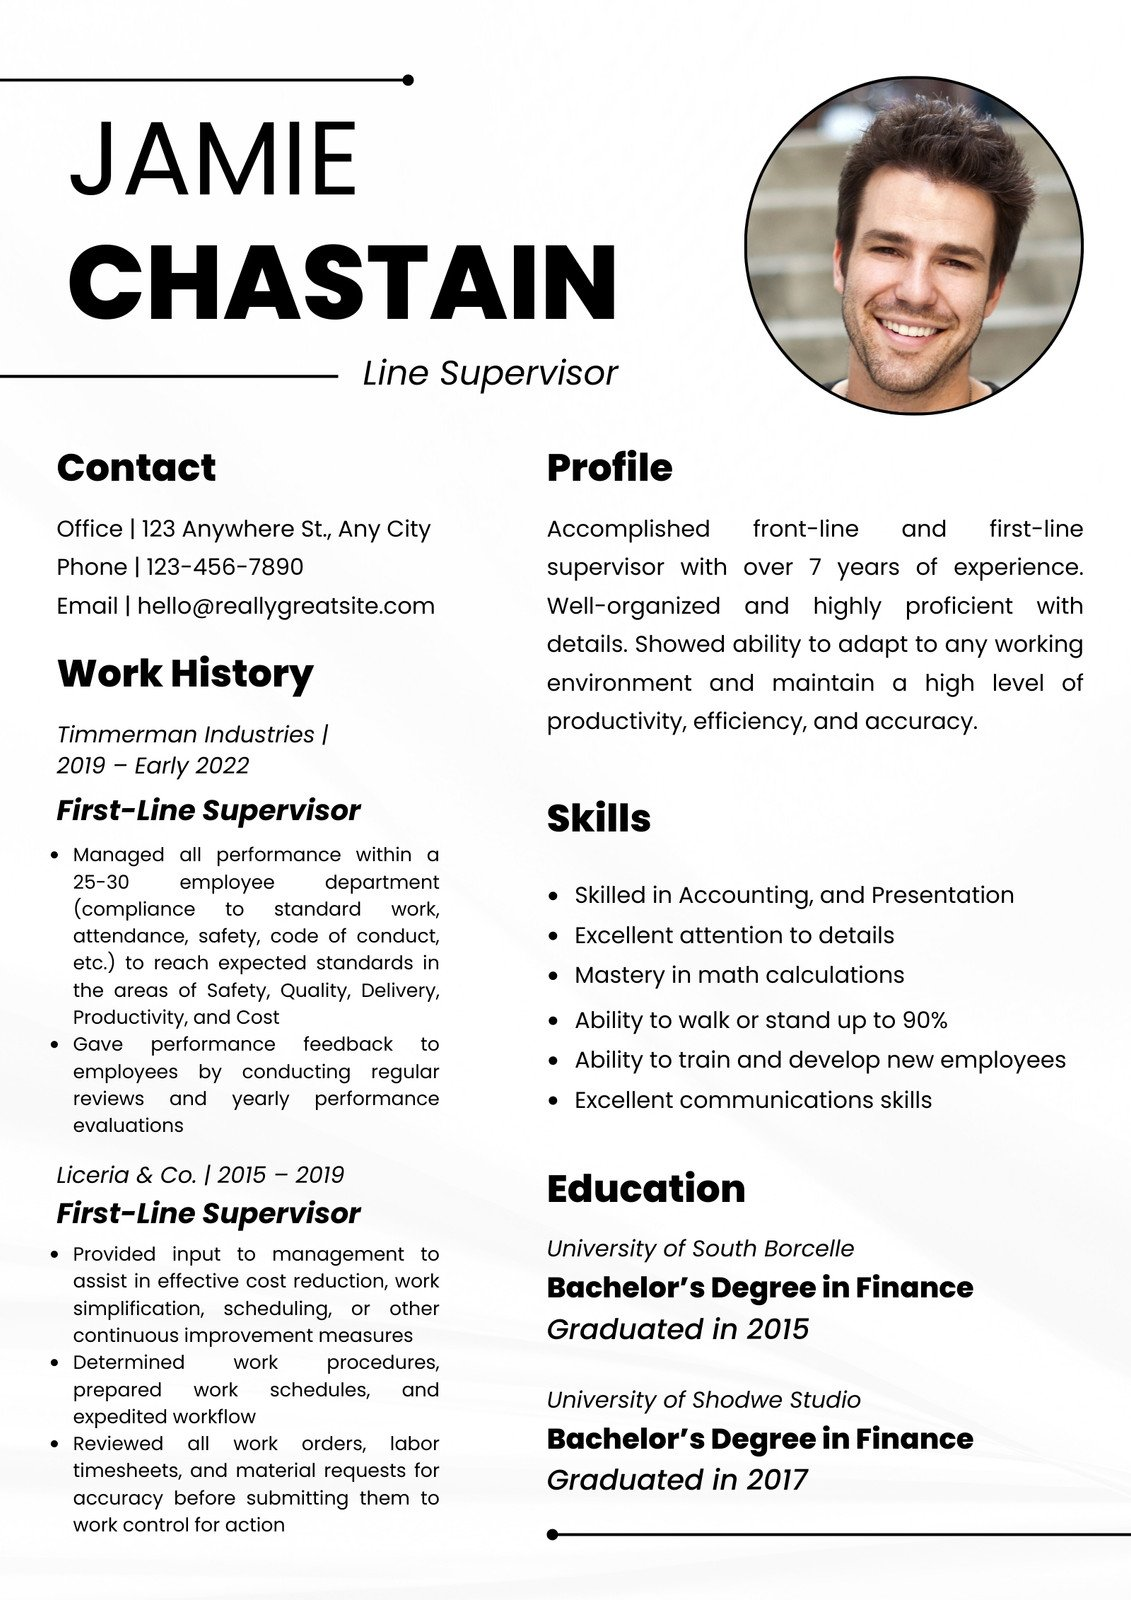 JAMIE
CHASTAIN
Line Supervisor
Contact
Office | 123 Anywhere St., Any City
Phone | 123-456-7890
Email | hello@reallygreatsite.com
Work History
Timmerman Industries |
2019 – Early 2022
First-Line Supervisor
• Managed all performance within a
25-30 employee department
(compliance to standard work,
attendance, safety, code of conduct,
etc.) to reach expected standards in
the areas of Safety, Quality, Delivery,
Productivity, and Cost
• Gave performance feedback to
employees by conducting regular
reviews and yearly performance
evaluations
Liceria & Co. | 2015 – 2019
First-Line Supervisor
• Provided input to management to
assist in effective cost reduction, work
simplification, scheduling, or other
continuous improvement measures
• Determined work procedures,
prepared work schedules, and
expedited workflow
• Reviewed all work orders, labor
timesheets, and material requests for
accuracy before submitting them to
work control for action
Profile
Accomplished front-line and first-line
supervisor with over 7 years of experience.
Well-organized and highly proficient with
details. Showed ability to adapt to any working
environment and maintain a high level of
productivity, efficiency, and accuracy.
Skills
• Skilled in Accounting, and Presentation
• Excellent attention to details
• Mastery in math calculations
• Ability to walk or stand up to 90%
• Ability to train and develop new employees
• Excellent communications skills
Education
University of South Borcelle
Bachelor’s Degree in Finance
Graduated in 2015
University of Shodwe Studio
Bachelor’s Degree in Finance
Graduated in 2017